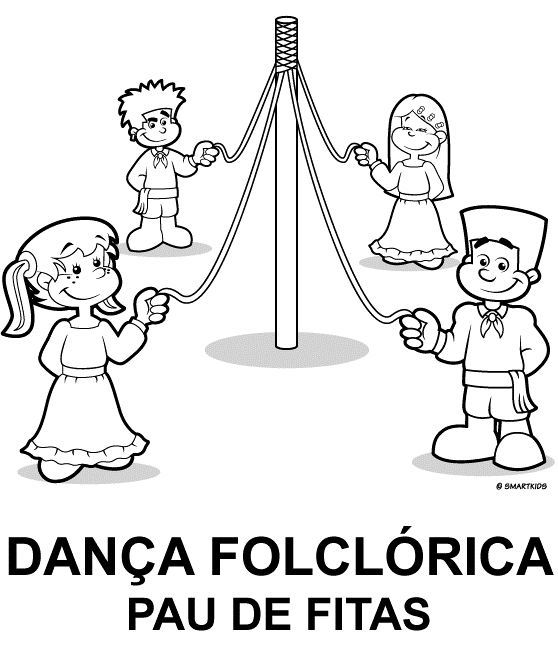 © SMARTKIDS
DANÇA FOLCLÓRICA
PAU DE FITAS